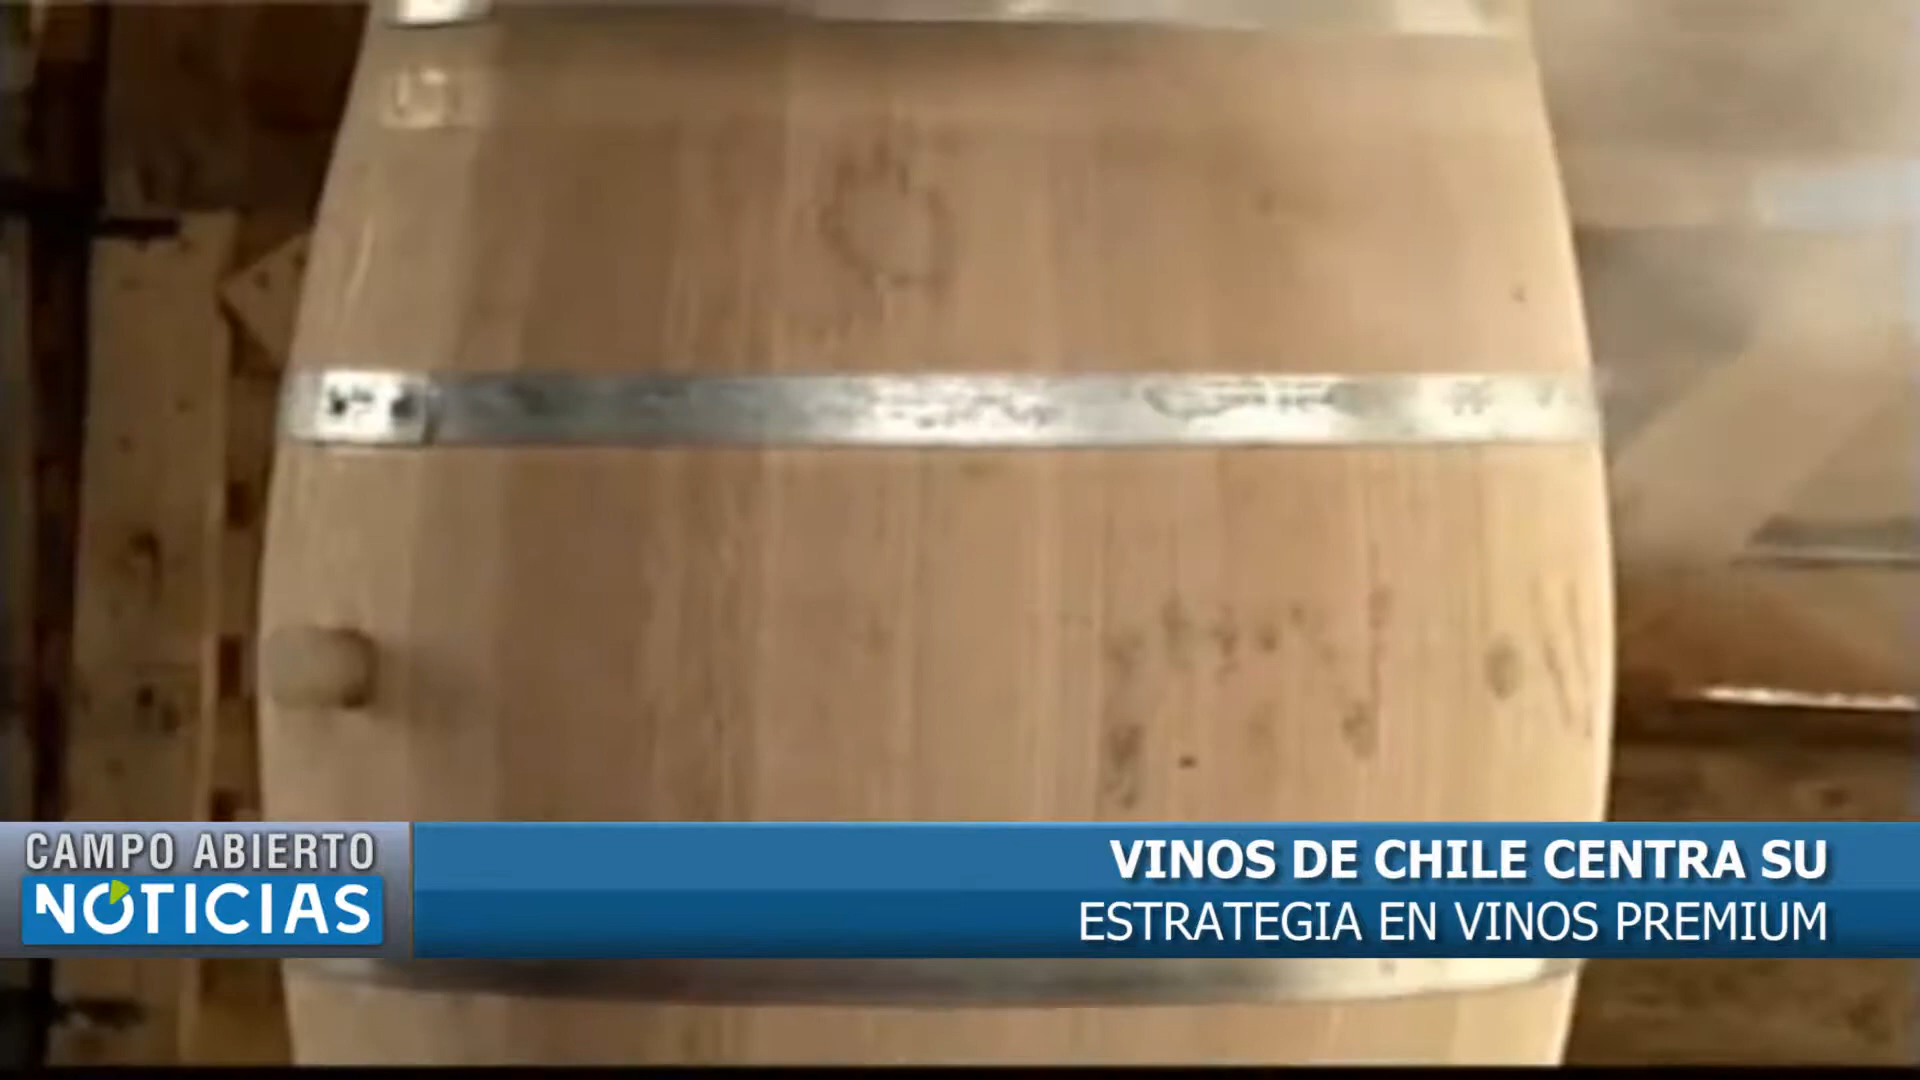 CAMPO ABIERTO
NOTICIAS
VINOS DE CHILE CENTRA SU
ESTRATEGIA EN VINOS PREMIUM